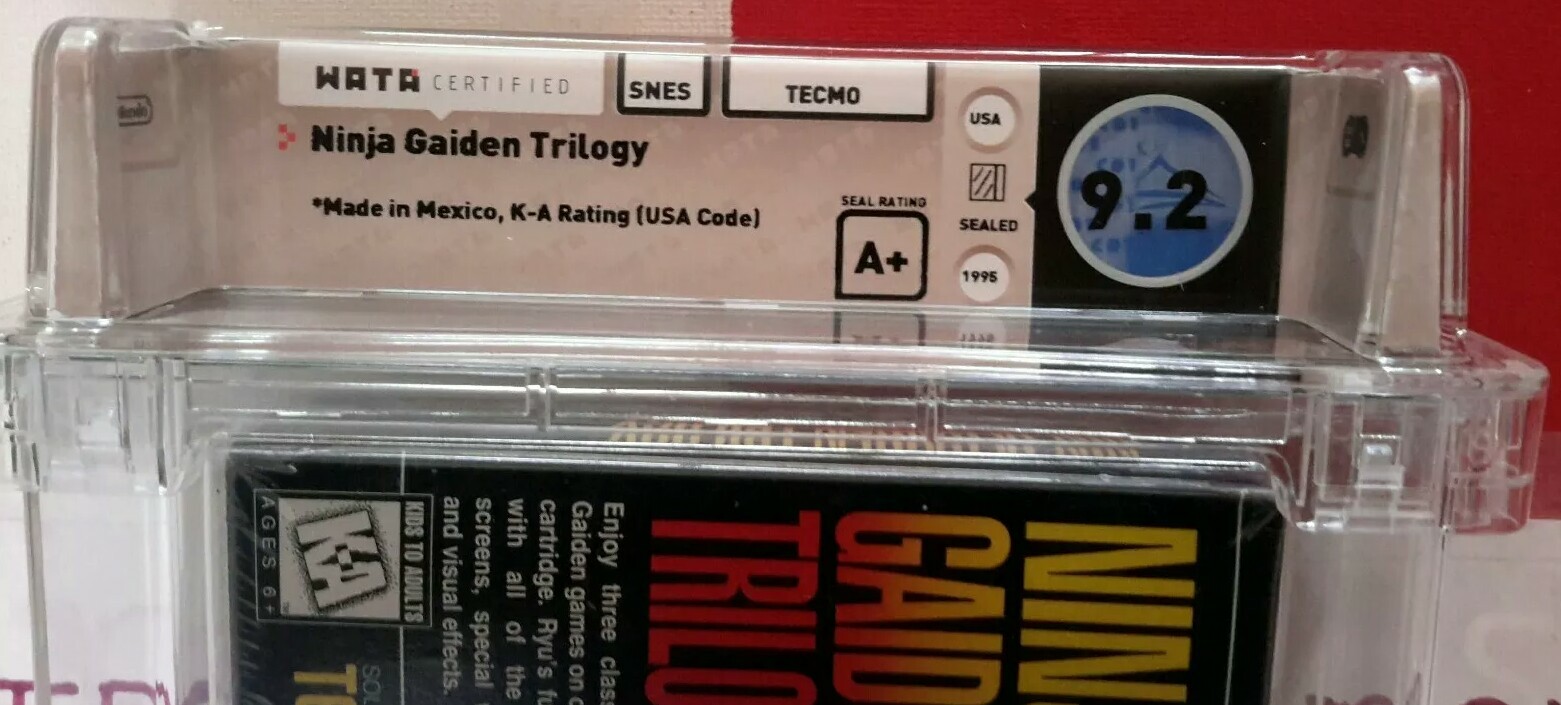 WATA CERTIFIED
SNES
TECMO
Ninja Gaiden Trilogy
*Made in Mexico, K-A Rating (USA Code)
SEAL RATING
A+
USA
SEALED
1995
9.2
NINJ
GAID
TRILO
Enjoy three clas
Gaiden games on
cartridge. Ryu's fu
with all of the
screens, special
and visual effects.
KIDS TO ADULTS
K-A
AGES 6+